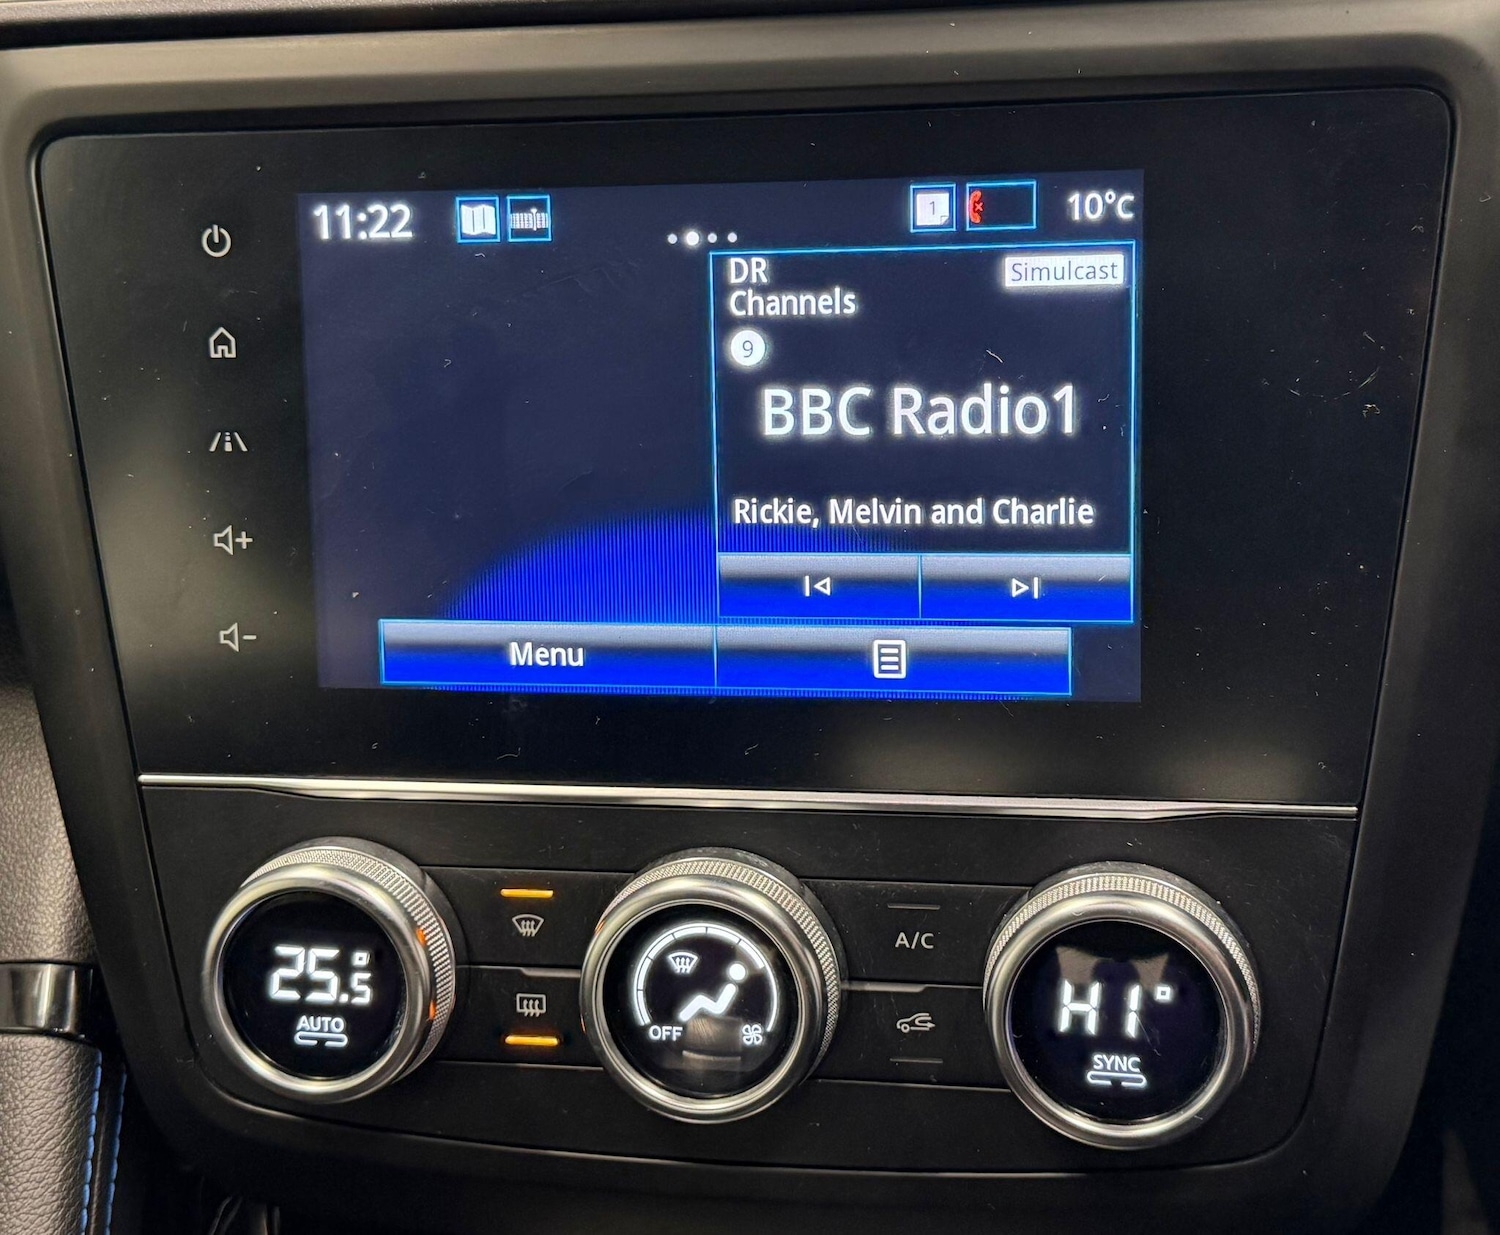 11:22
1
10°C
DR
Channels
Simulcast
9
BBC Radio1
Rickie, Melvin and Charlie
Menu
25.5°
AUTO
OFF
A/C
HI°
SYNC